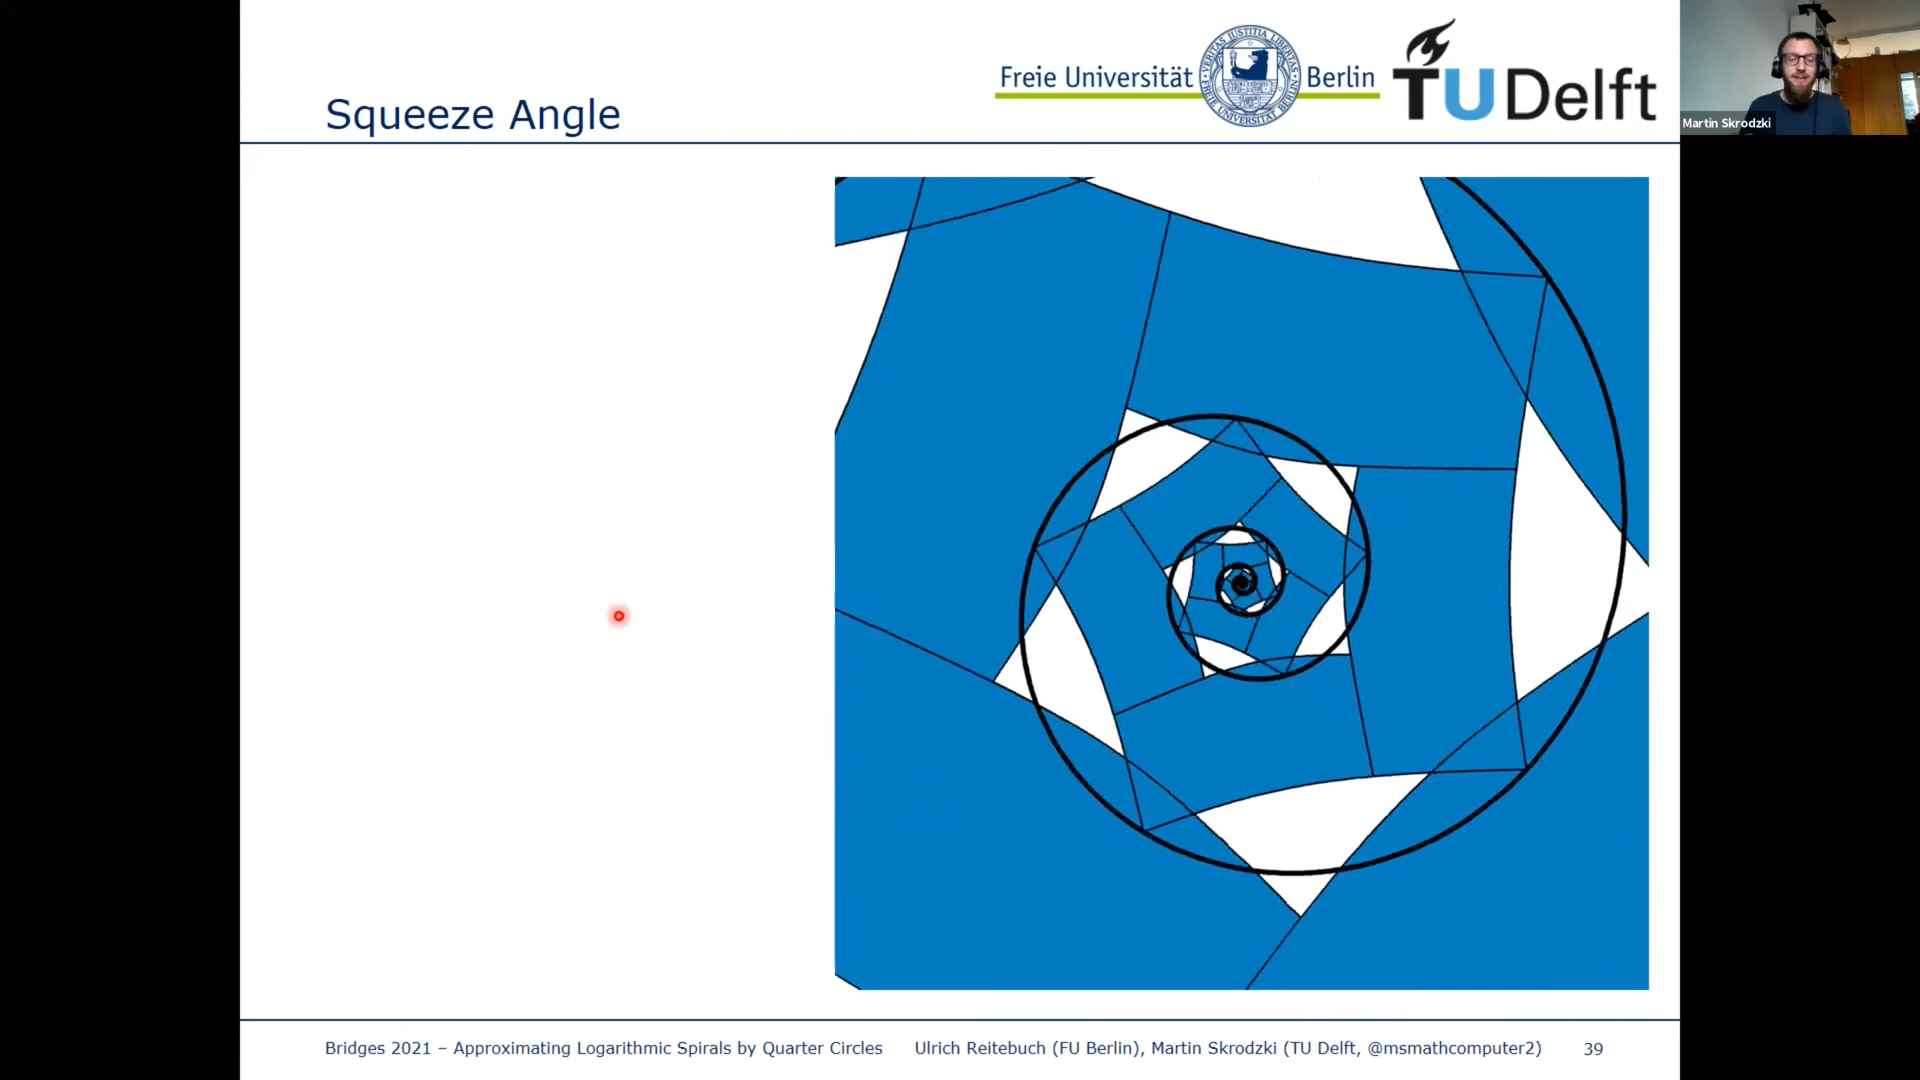 Squeeze Angle
Freie Universität Berlin
TU Delft
Martin Skrodzki
Bridges 2021 – Approximating Logarithmic Spirals by Quarter Circles
Ulrich Reitebuch (FU Berlin), Martin Skrodzki (TU Delft, @msmathcomputer2)
39